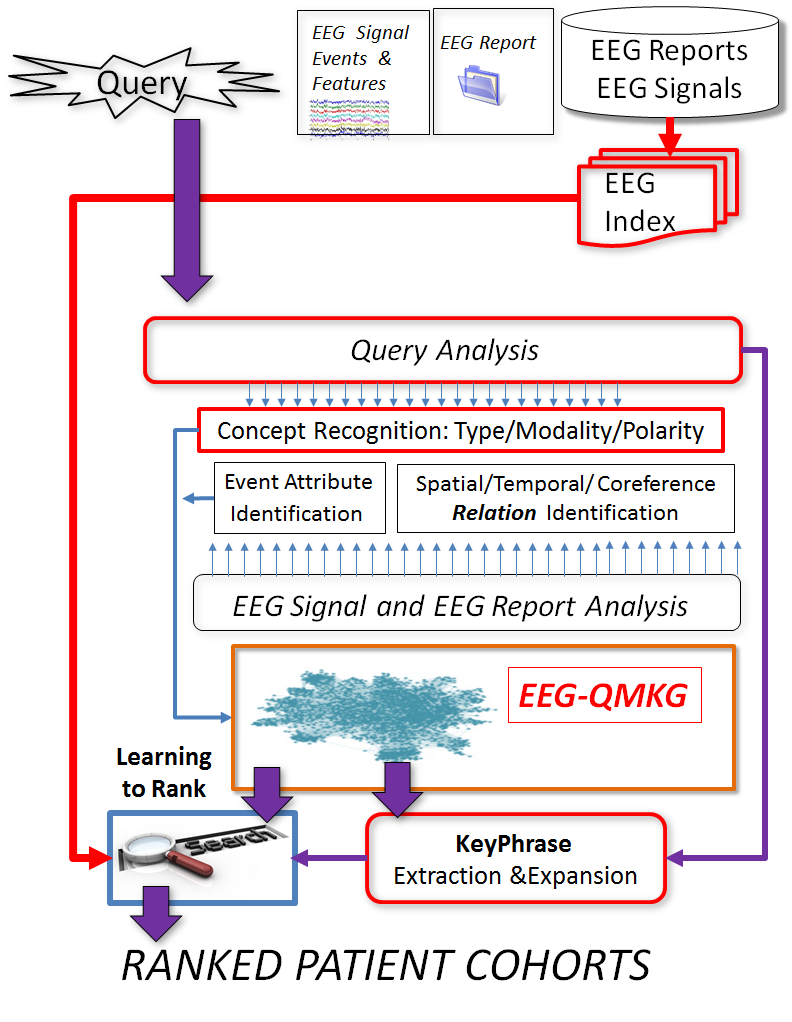 Query
EEG Signal
Events &
Features
EEG Report
EEG Reports
EEG Signals
EEG
Index
Query Analysis
Concept Recognition: Type/Modality/Polarity
Event Attribute
Identification
Spatial/Temporal/ Coreference
Relation Identification
EEG Signal and EEG Report Analysis
EEG-QMKG
Learning
to Rank
search
KeyPhrase
Extraction &Expansion
RANKED PATIENT COHORTS